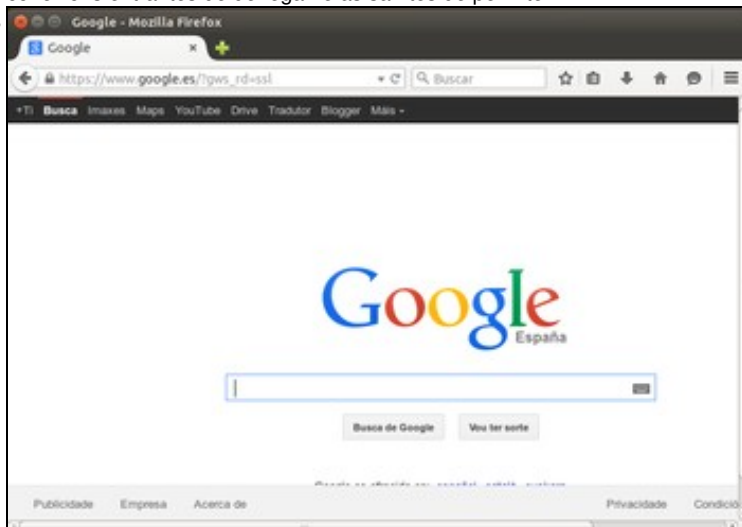 Google - Mozilla Firefox
Google
https://www.google.es/?gws_rd=ssl Buscar
+Ti Busca Imaxes Maps YouTube Drive Tradutor Blogger Máis
Google
España
Busca de Google Vou ter sorte
Publicidade Empresa Acerca de Privacidade Condicio